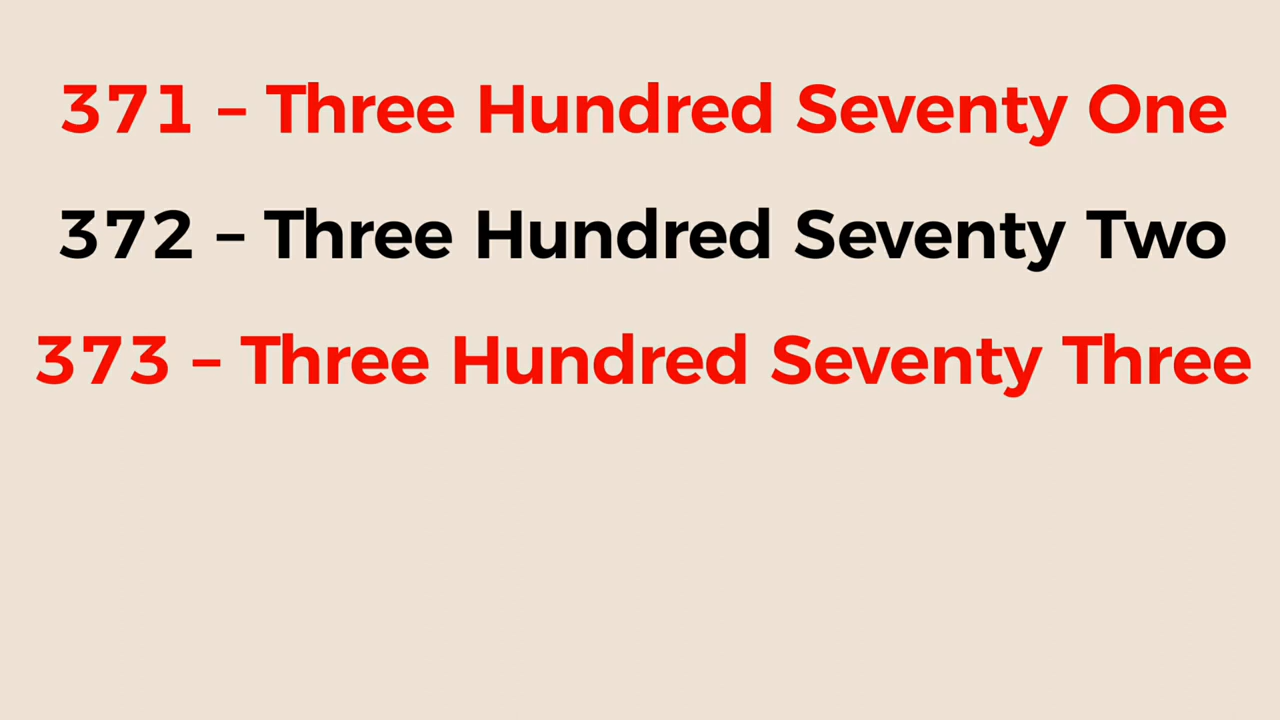 371 – Three Hundred Seventy One
372 – Three Hundred Seventy Two
373 – Three Hundred Seventy Three